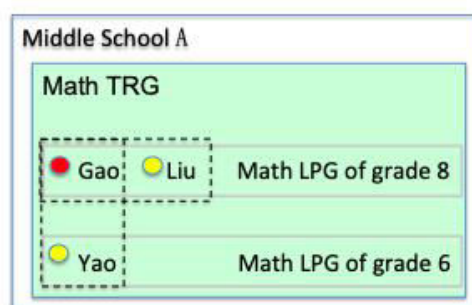 Middle School A
Math TRG
Gao Liu Math LPG of grade 8
Yao Math LPG of grade 6